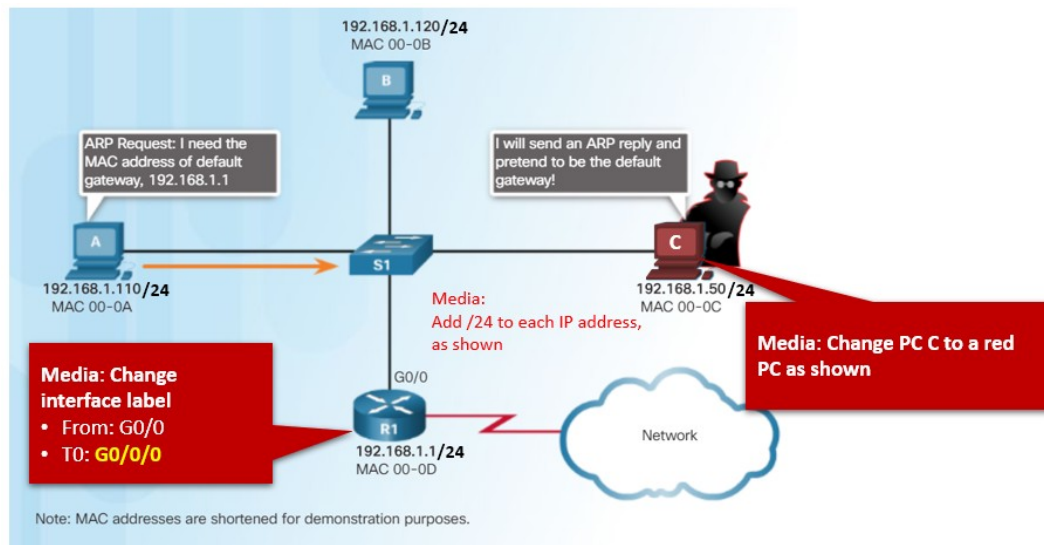 192.168.1.120/24
MAC 00-0B
B
ARP Request: I need the
MAC address of default
gateway, 192.168.1.1
I will send an ARP reply and
pretend to be the default
gateway!
A
S1
C
192.168.1.110/24
MAC 00-0A
192.168.1.50/24
MAC 00-0C
Media:
Add /24 to each IP address,
as shown
Media: Change PC C to a red
PC as shown
Media: Change
interface label
• From: G0/0
• T0: G0/0/0
G0/0
R1
192.168.1.1/24
MAC 00-0D
Network
Note: MAC addresses are shortened for demonstration purposes.